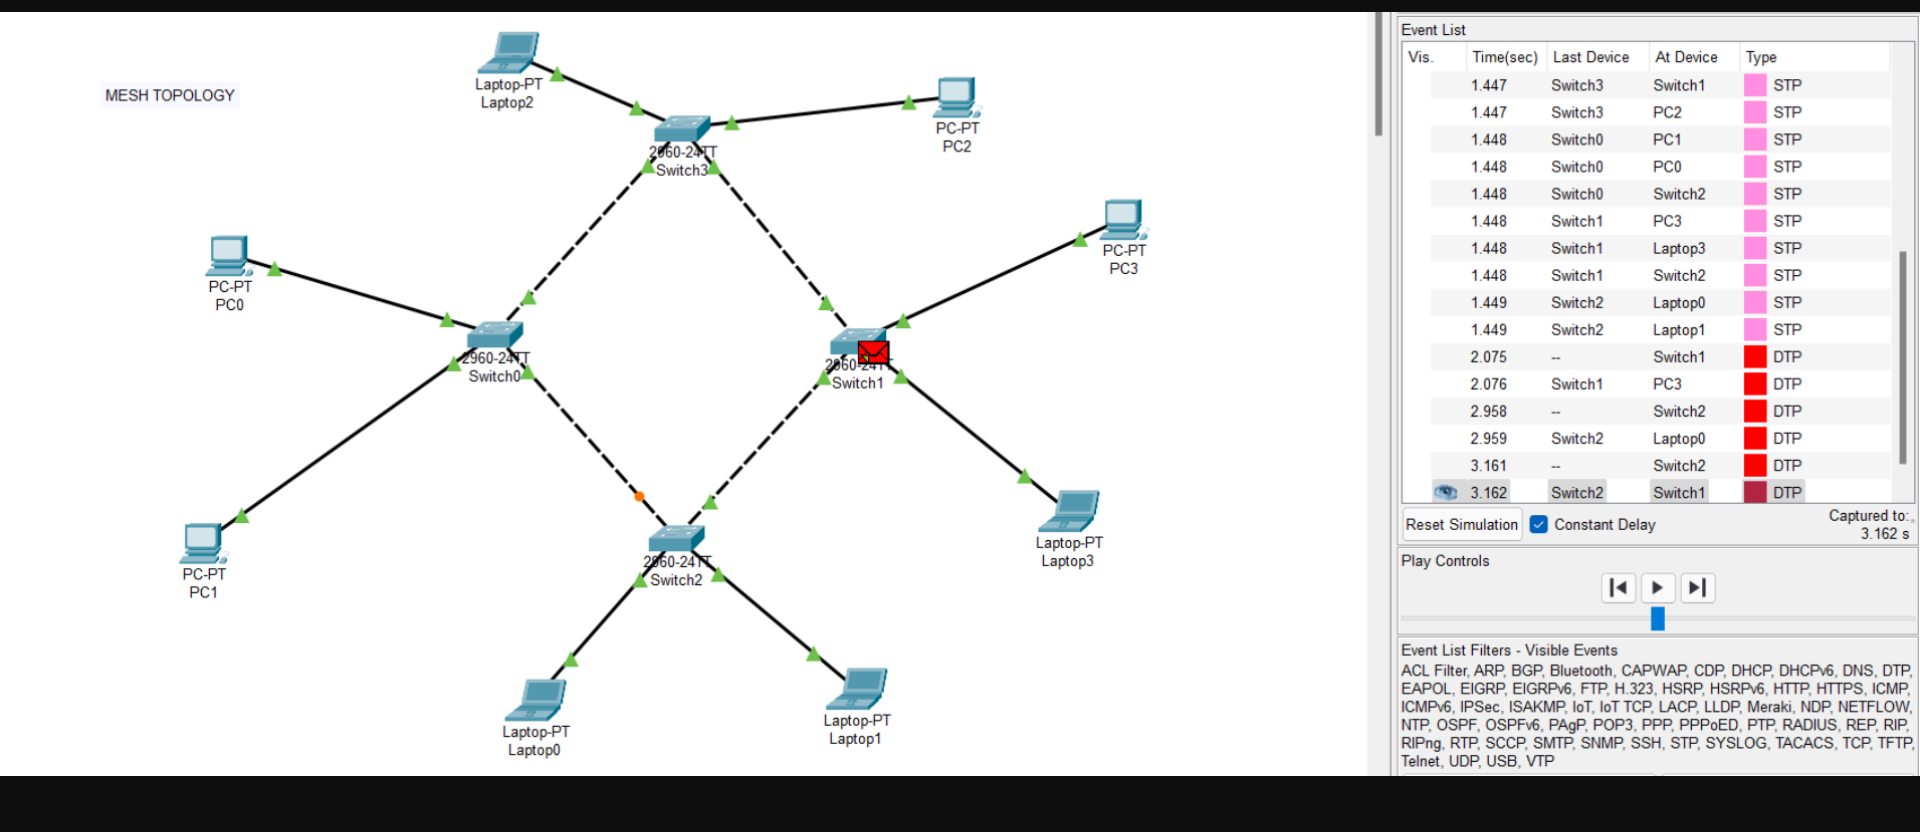 MESH TOPOLOGY
Laptop-PT
Laptop2
PC-PT
PC2
2960-24TT
Switch3
PC-PT
PC3
PC-PT
PC0
2960-24TT
Switch0
2960-24TT
Switch1
PC-PT
PC1
2960-24TT
Switch2
Laptop-PT
Laptop3
Laptop-PT
Laptop0
Laptop-PT
Laptop1
Event List
Vis. Time(sec) Last Device At Device Type
1.447 Switch3 Switch1 STP
1.447 Switch3 PC2 STP
1.448 Switch0 PC1 STP
1.448 Switch0 PC0 STP
1.448 Switch0 Switch2 STP
1.448 Switch1 PC3 STP
1.448 Switch1 Laptop3 STP
1.448 Switch1 Switch2 STP
1.449 Switch2 Laptop0 STP
1.449 Switch2 Laptop1 STP
2.075 -- Switch1 DTP
2.076 Switch1 PC3 DTP
2.958 -- Switch2 DTP
2.959 Switch2 Laptop0 DTP
3.161 -- Switch2 DTP
3.162 Switch2 Switch1 DTP
Reset Simulation Constant Delay Captured to:
3.162 s
Play Controls
Event List Filters - Visible Events
ACL Filter, ARP, BGP, Bluetooth, CAPWAP, CDP, DHCP, DHCPv6, DNS, DTP,
EAPOL, EIGRP, EIGRPv6, FTP, H.323, HSRP, HSRPv6, HTTP, HTTPS, ICMP,
ICMPv6, IPSec, ISAKMP, IoT, IoT TCP, LACP, LLDP, Meraki, NDP, NETFLOW,
NTP, OSPF, OSPFv6, PAgP, POP3, PPP, PPPoED, PTP, RADIUS, REP, RIP,
RIPng, RTP, SCCP, SMTP, SNMP, SSH, STP, SYSLOG, TACACS, TCP, TFTP,
Telnet, UDP, USB, VTP